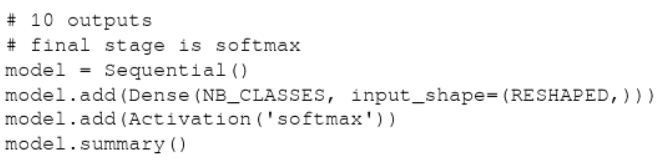 # 10 outputs
# final stage is softmax
model = Sequential()
model.add(Dense(NB_CLASSES, input_shape=(RESHAPED,)))
model.add(Activation('softmax'))
model.summary()